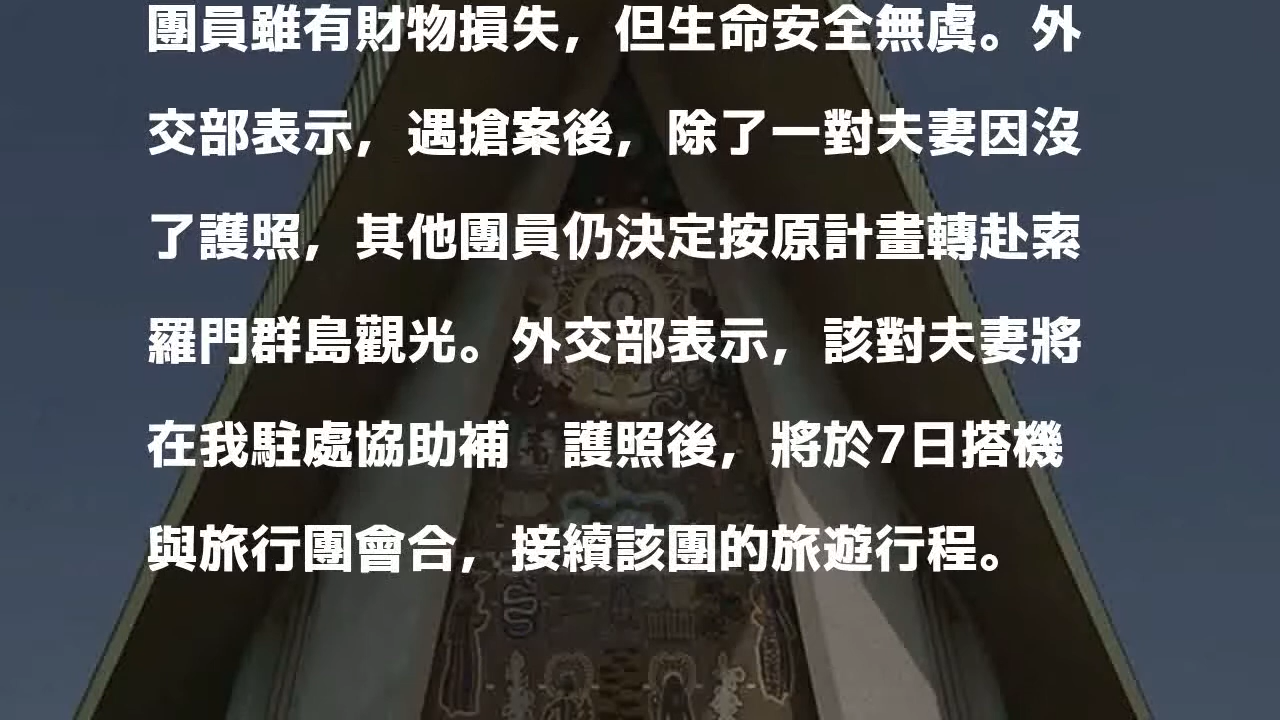 團員雖有財物損失，但生命安全無虞。外
交部表示，遇搶案後，除了一對夫妻因沒
了護照，其他團員仍決定按原計畫轉赴索
羅門群島觀光。外交部表示，該對夫妻將
在我駐處協助補　護照後，將於7日搭機
與旅行團會合，接續該團的旅遊行程。